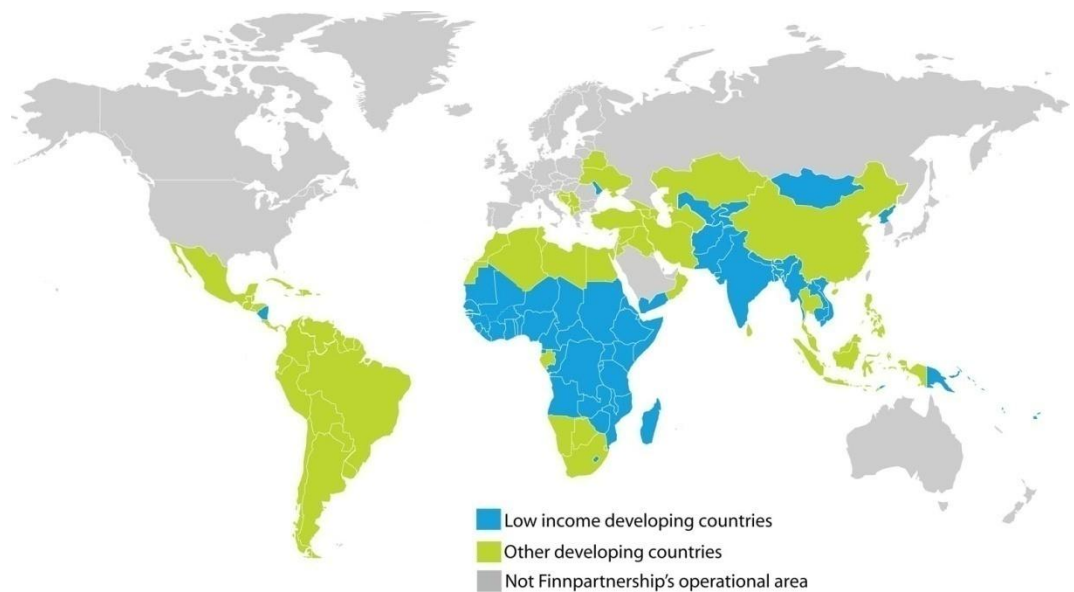 Low income developing countries
Other developing countries
Not Finnpartnership's operational area